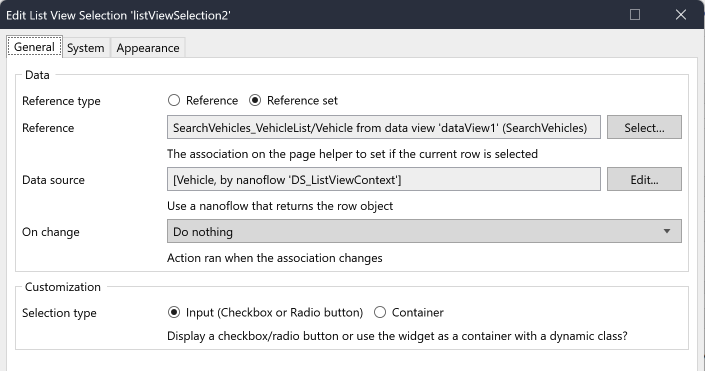 Edit List View Selection 'listViewSelection2'
General System Appearance
Data
Reference type Reference Reference set
Reference SearchVehicles_VehicleList/Vehicle from data view 'dataView1' (SearchVehicles) Select...
The association on the page helper to set if the current row is selected
Data source [Vehicle, by nanoflow 'DS_ListViewContext'] Edit...
Use a nanoflow that returns the row object
On change Do nothing
Action ran when the association changes
Customization
Selection type Input (Checkbox or Radio button) Container
Display a checkbox/radio button or use the widget as a container with a dynamic class?